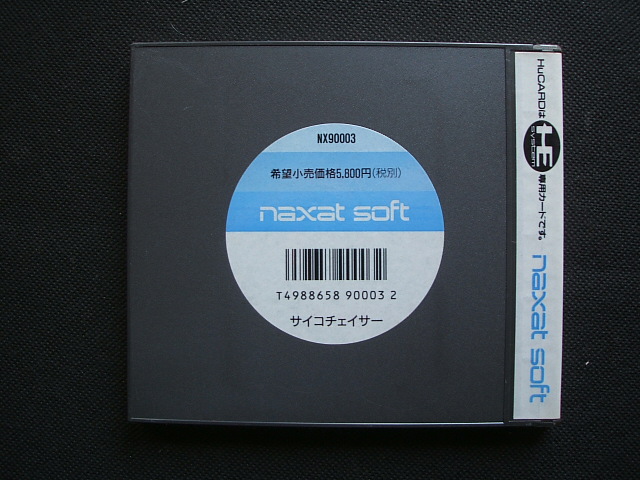 NX90003
希望小売価格5,800円(税別)
naxat soft
T4988658 90003 2
サイコチェイサー
HuCARDは HE SYSTEM 専用カードです。
naxat soft